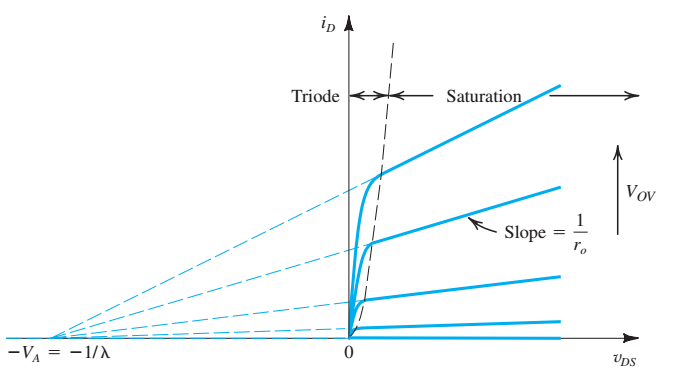 i_D
Triode
Saturation
V_OV
Slope = 1/r_o
−V_A = −1/λ
0
v_DS